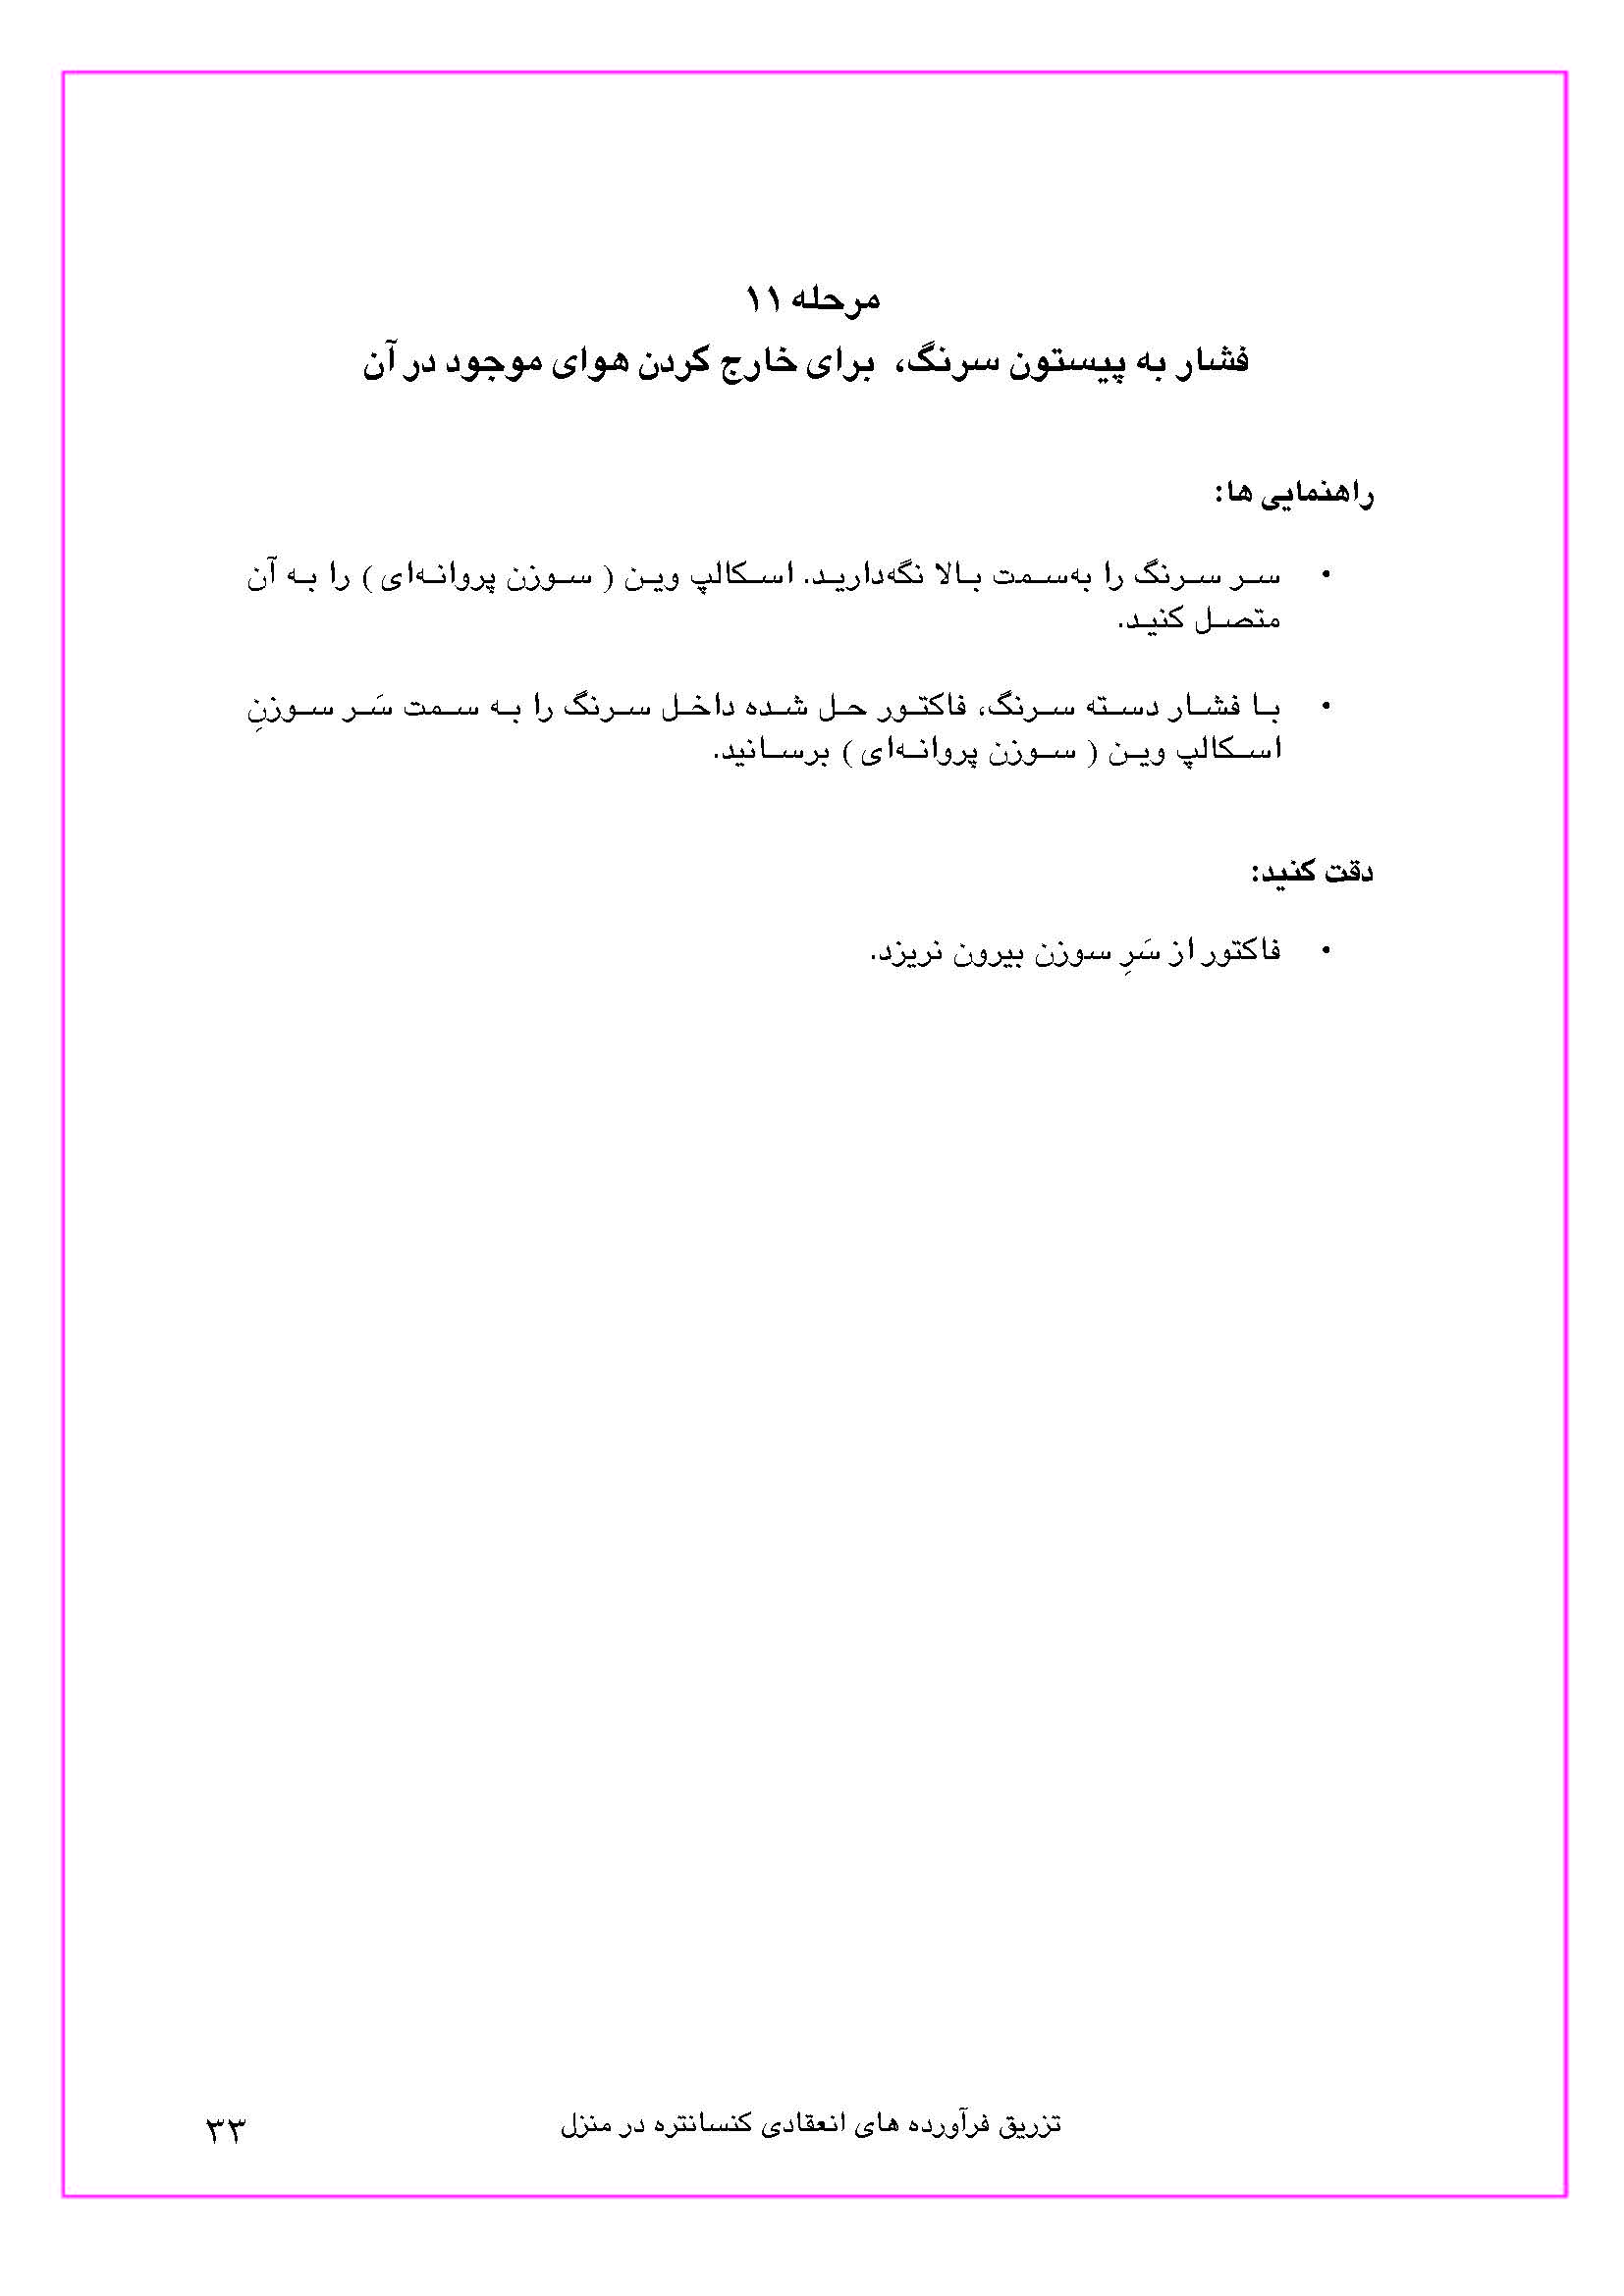 مرحله ۱۱
فشار به پیستون سرنگ، برای خارج کردن هوای موجود در آن
راهنمایی ها:
• سر سرنگ را به‌سمت بالا نگه‌دارید. اسکالپ وین ( سوزن پروانه‌ای ) را به آن
متصل کنید.
• با فشار دسته سرنگ، فاکتور حل شده داخل سرنگ را به سمت سَر سوزنِ
اسکالپ وین ( سوزن پروانه‌ای ) برسانید.
دقت کنید:
• فاکتور از سَرِ سوزن بیرون نریزد.
تزریق فرآورده های انعقادی کنسانتره در منزل
۳۳